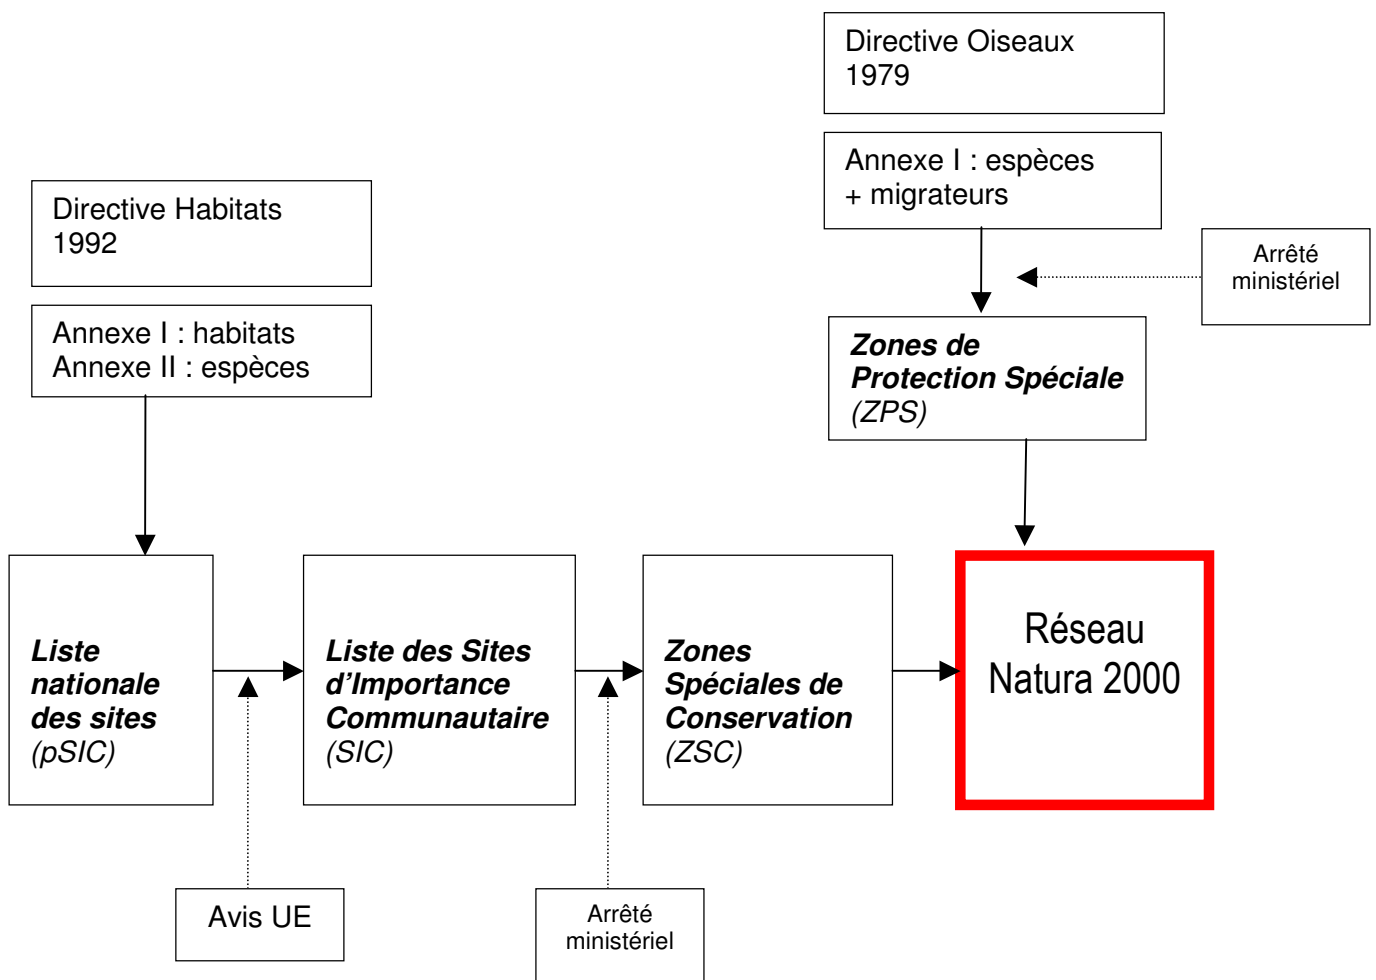 Directive Oiseaux
1979
Annexe I : espèces
+ migrateurs
Directive Habitats
1992
Arrêté
ministériel
Annexe I : habitats
Annexe II : espèces
Zones de
Protection Spéciale
(ZPS)
Liste
nationale
des sites
(pSIC)
Liste des Sites
d’Importance
Communautaire
(SIC)
Zones
Spéciales de
Conservation
(ZSC)
Réseau
Natura 2000
Avis UE
Arrêté
ministériel